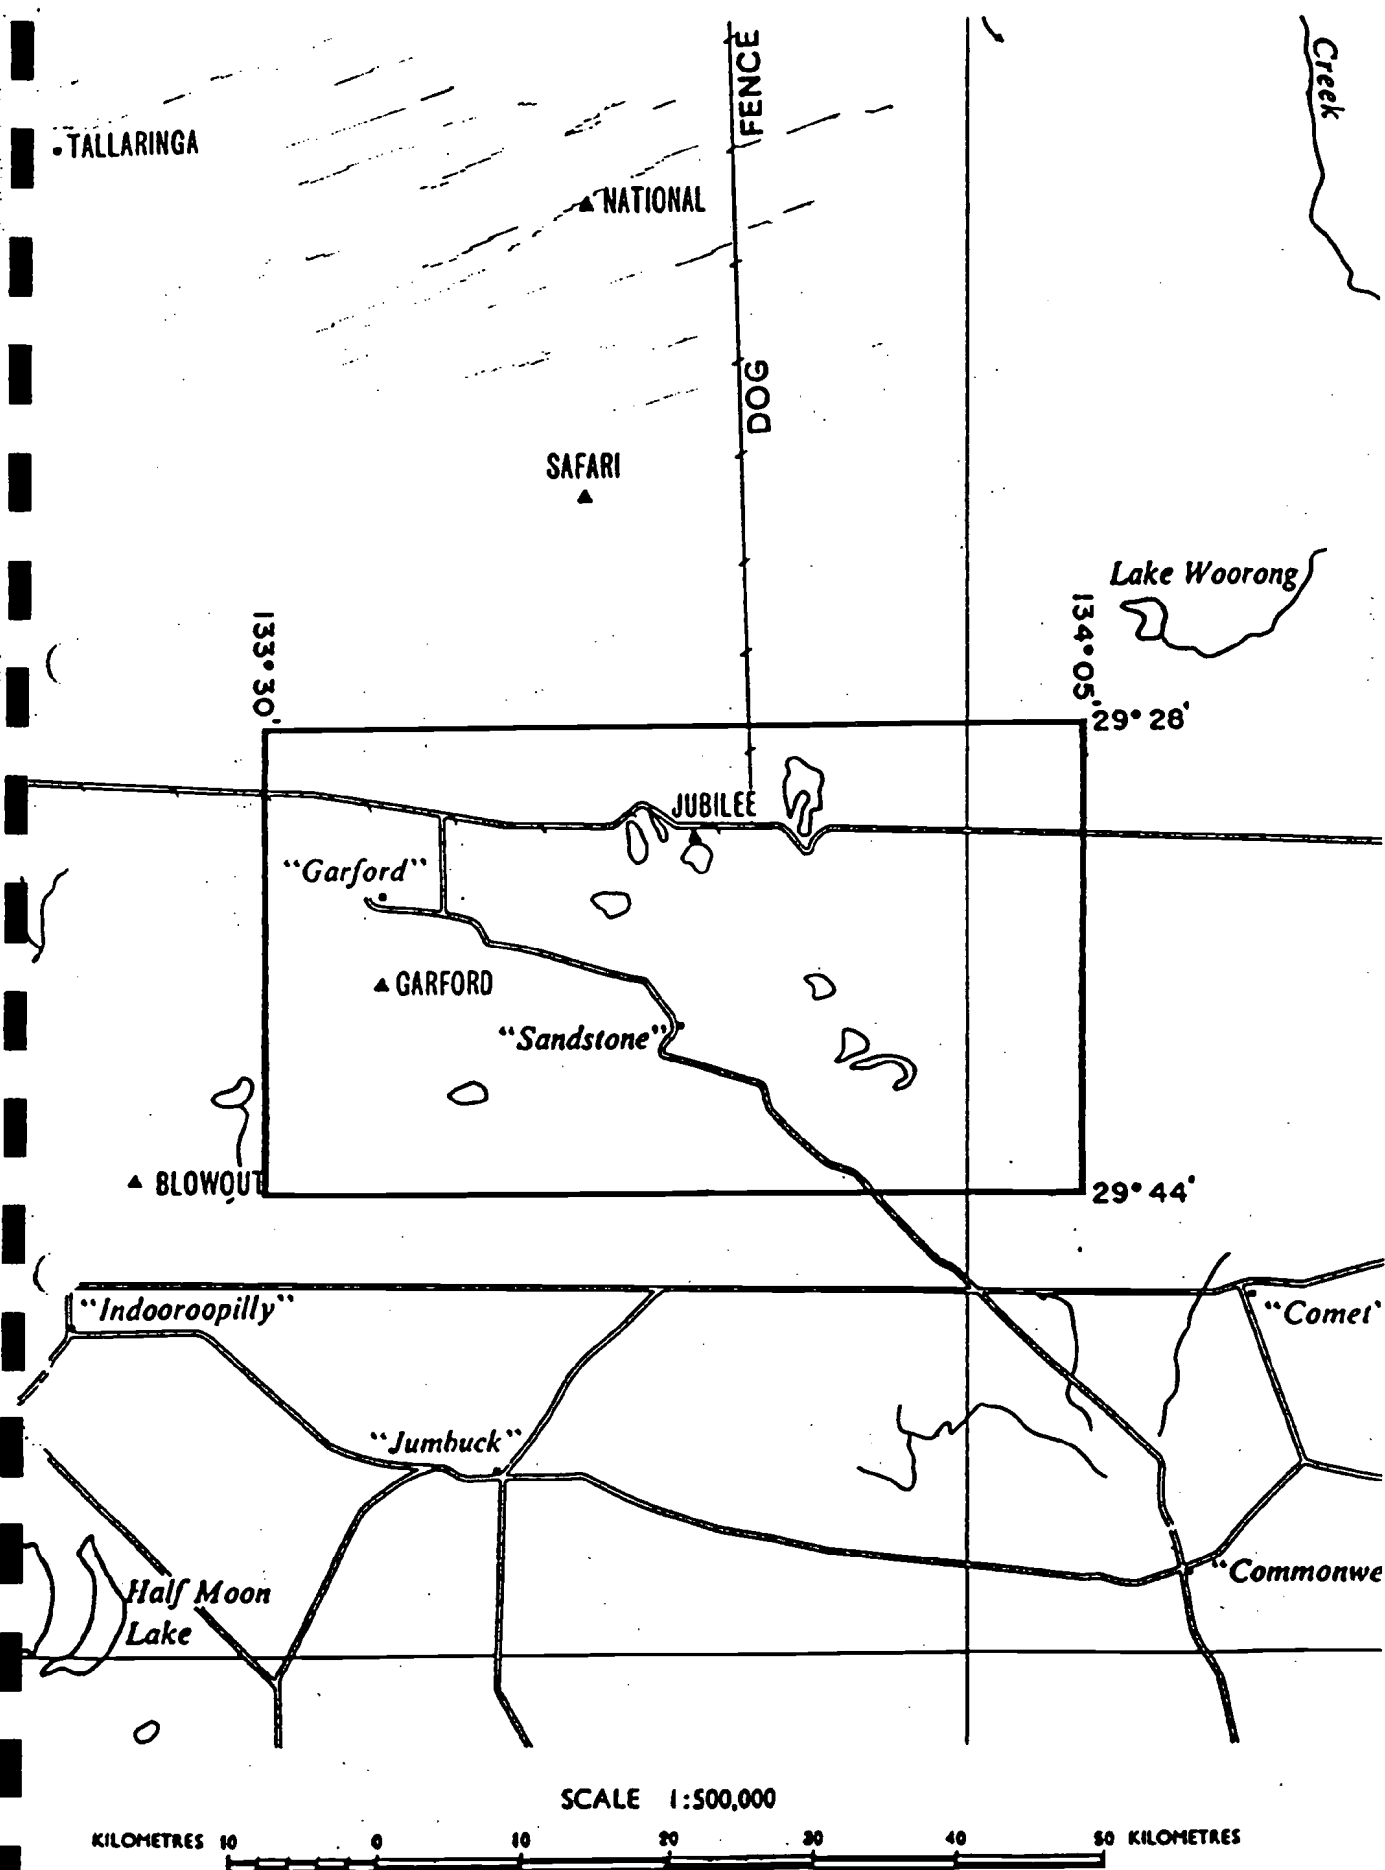 Creek
FENCE
TALLARINGA
NATIONAL
DOG
SAFARI
Lake Woorong
133°30'
134°05'
29°28'
JUBILEE
"Garford"
GARFORD
"Sandstone"
BLOWOUT
29°44'
"Indooroopilly"
"Comet"
"Jumbuck"
"Commonwe
Half Moon
Lake
SCALE 1:500,000
KILOMETRES 10 0 10 20 30 40 50 KILOMETRES